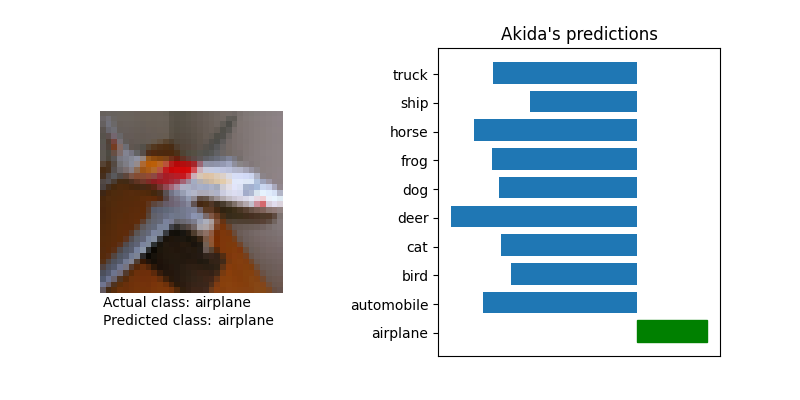 Akida's predictions
truck
ship
horse
frog
dog
deer
cat
bird
automobile
airplane
Actual class: airplane
Predicted class: airplane